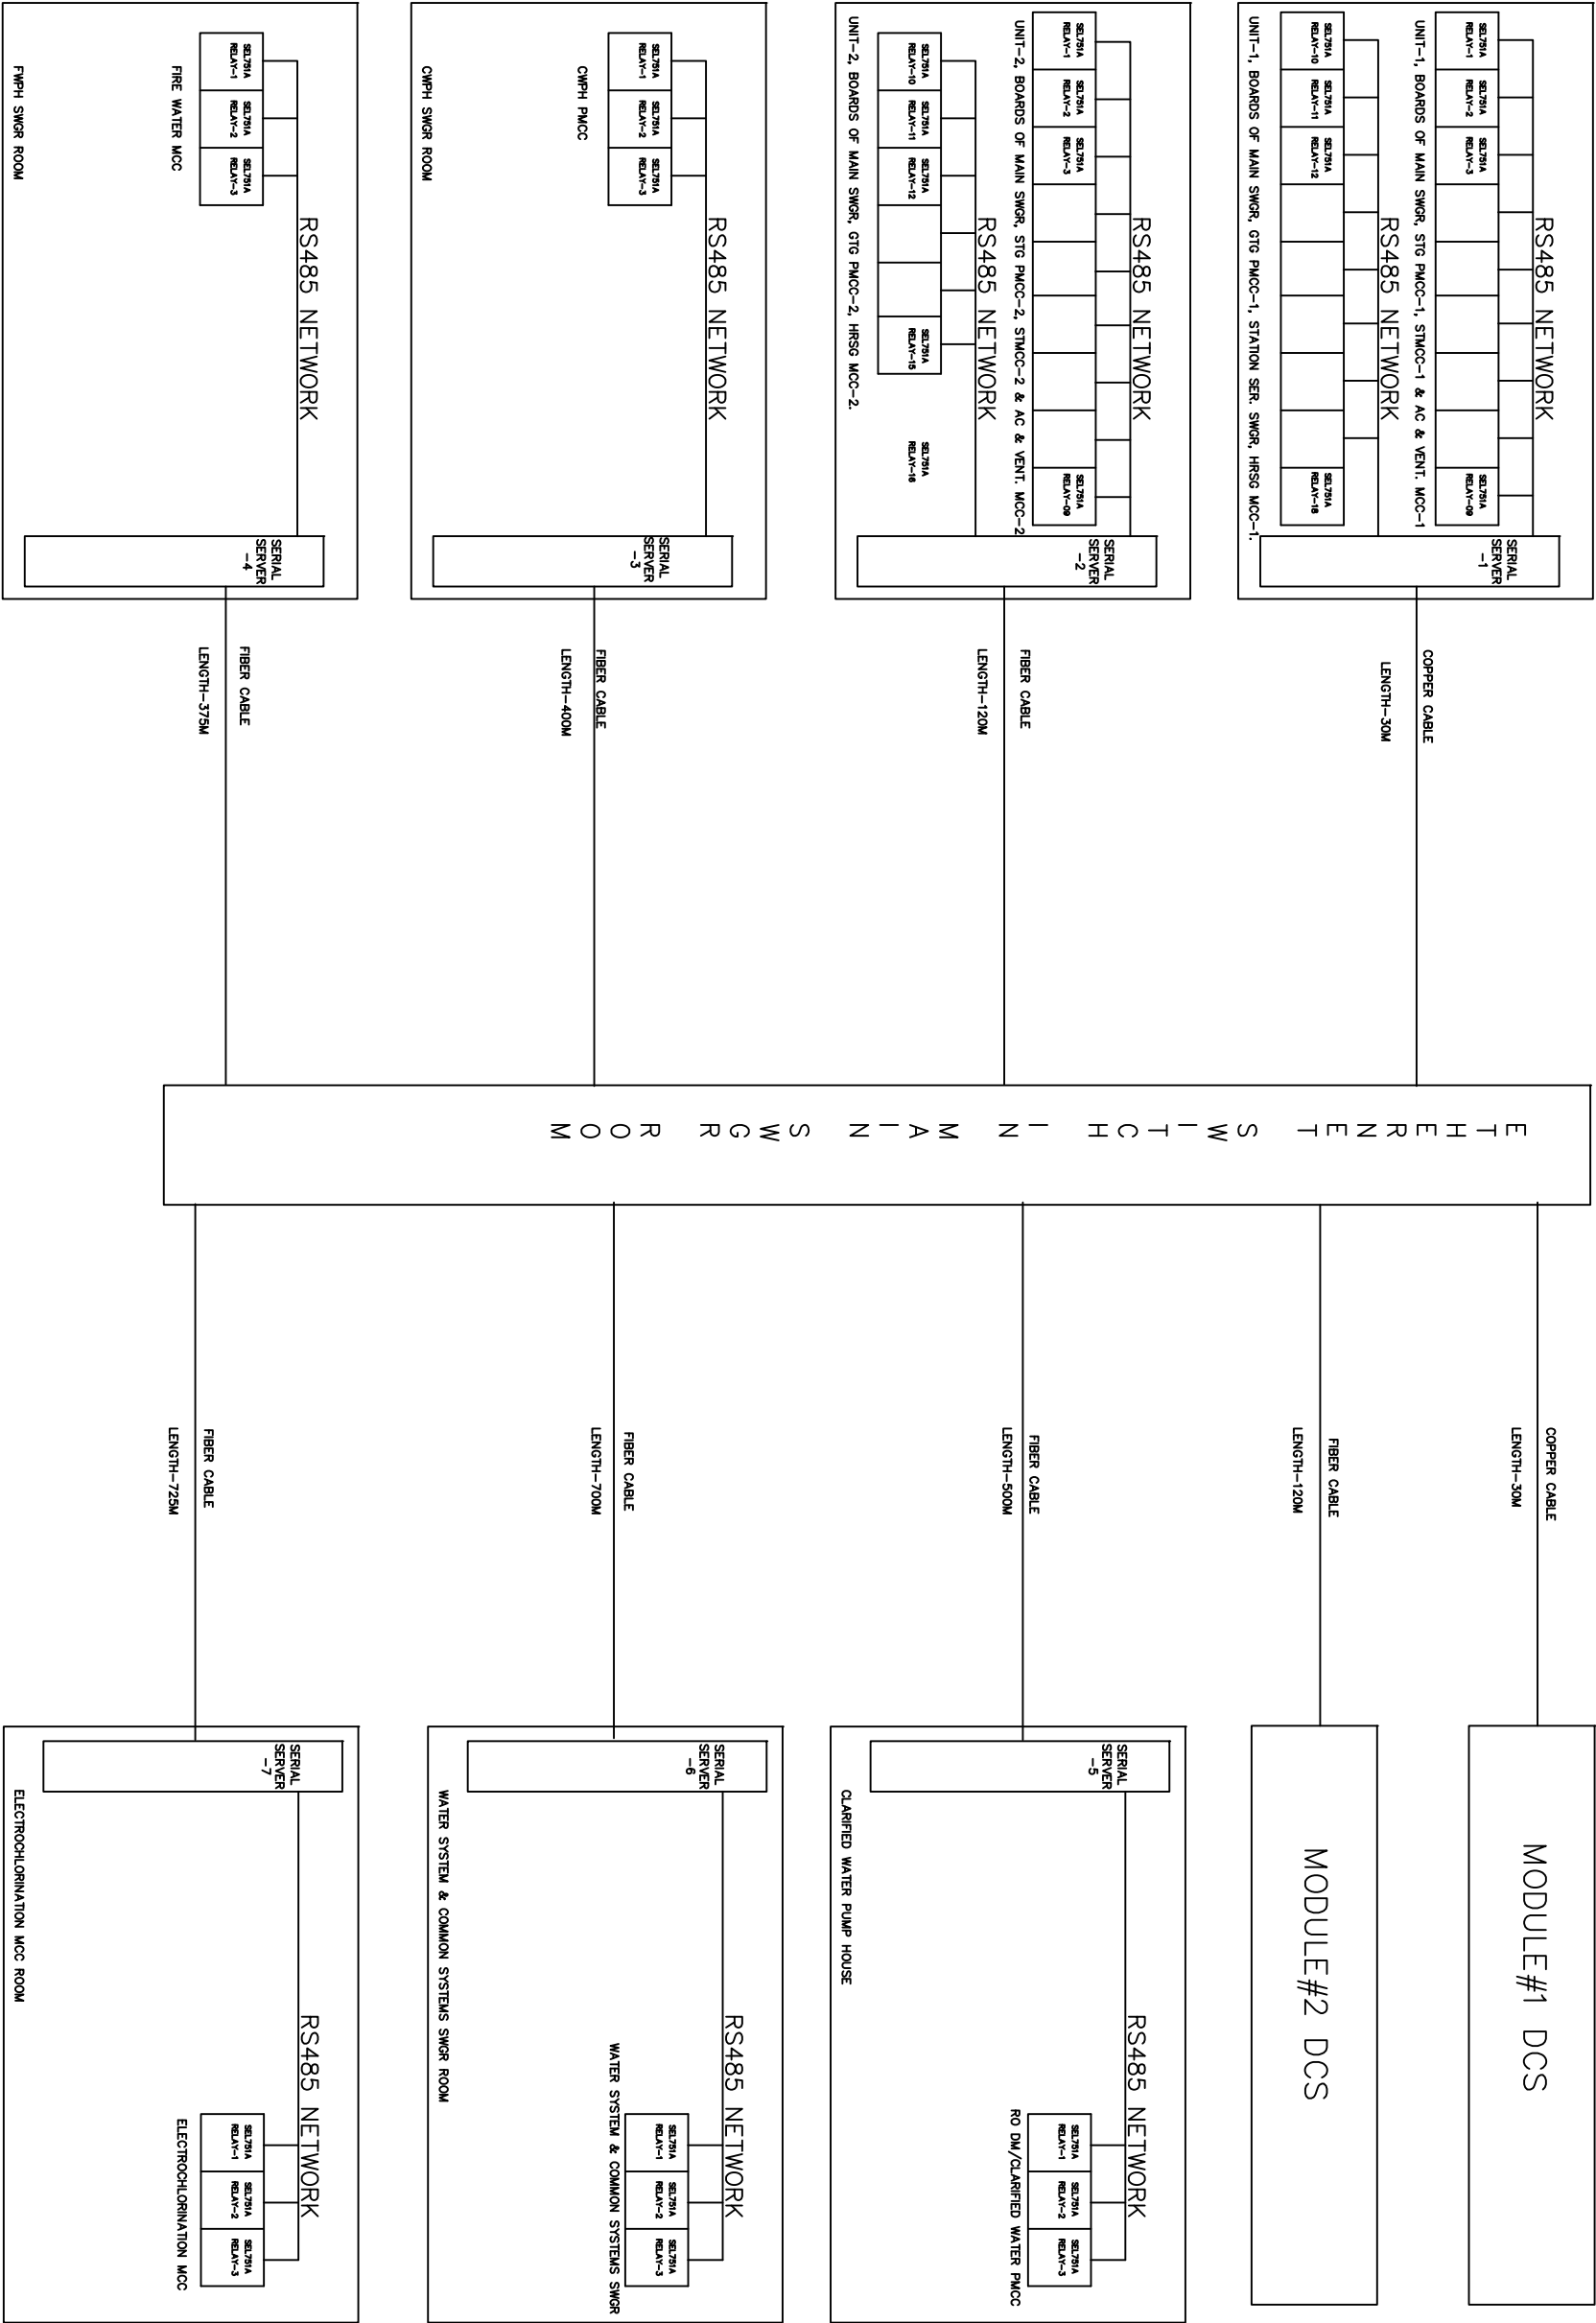 RS485 NETWORK
SEL751A
RELAY-1
SEL751A
RELAY-2
SEL751A
RELAY-3
SEL751A
RELAY-09
UNIT-1, BOARDS OF MAIN SWGR, STG PMCC-1, STMCC-1 & AC & VENT. MCC-1
RS485 NETWORK
SEL751A
RELAY-10
SEL751A
RELAY-11
SEL751A
RELAY-12
SEL751A
RELAY-18
UNIT-1, BOARDS OF MAIN SWGR, GTG PMCC-1, STATION SER. SWGR, HRSG MCC-1.
SERIAL
SERVER
-1
COPPER CABLE
LENGTH-30M
RS485 NETWORK
SEL751A
RELAY-1
SEL751A
RELAY-2
SEL751A
RELAY-3
SEL751A
RELAY-09
UNIT-2, BOARDS OF MAIN SWGR, STG PMCC-2, STMCC-2 & AC & VENT. MCC-2
RS485 NETWORK
SEL751A
RELAY-10
SEL751A
RELAY-11
SEL751A
RELAY-12
SEL751A
RELAY-15
SEL751A
RELAY-16
UNIT-2, BOARDS OF MAIN SWGR, GTG PMCC-2, HRSG MCC-2.
SERIAL
SERVER
-2
FIBER CABLE
LENGTH-120M
RS485 NETWORK
SEL751A
RELAY-1
SEL751A
RELAY-2
SEL751A
RELAY-3
CWPH PMCC
CWPH SWGR ROOM
SERIAL
SERVER
-3
FIBER CABLE
LENGTH-400M
RS485 NETWORK
SEL751A
RELAY-1
SEL751A
RELAY-2
SEL751A
RELAY-3
FIRE WATER MCC
FWPH SWGR ROOM
SERIAL
SERVER
-4
FIBER CABLE
LENGTH-375M
ETHERNET SWITCH IN MAIN SWGR ROOM
COPPER CABLE
LENGTH-30M
MODULE#1 DCS
FIBER CABLE
LENGTH-120M
MODULE#2 DCS
FIBER CABLE
LENGTH-500M
SERIAL
SERVER
-5
RS485 NETWORK
SEL751A
RELAY-1
SEL751A
RELAY-2
SEL751A
RELAY-3
RO DM/CLARIFIED WATER PMCC
CLARIFIED WATER PUMP HOUSE
FIBER CABLE
LENGTH-700M
SERIAL
SERVER
-6
RS485 NETWORK
SEL751A
RELAY-1
SEL751A
RELAY-2
SEL751A
RELAY-3
WATER SYSTEM & COMMON SYSTEMS SWGR
WATER SYSTEM & COMMON SYSTEMS SWGR ROOM
FIBER CABLE
LENGTH-725M
SERIAL
SERVER
-7
RS485 NETWORK
SEL751A
RELAY-1
SEL751A
RELAY-2
SEL751A
RELAY-3
ELECTROCHLORINATION MCC
ELECTROCHLORINATION MCC ROOM